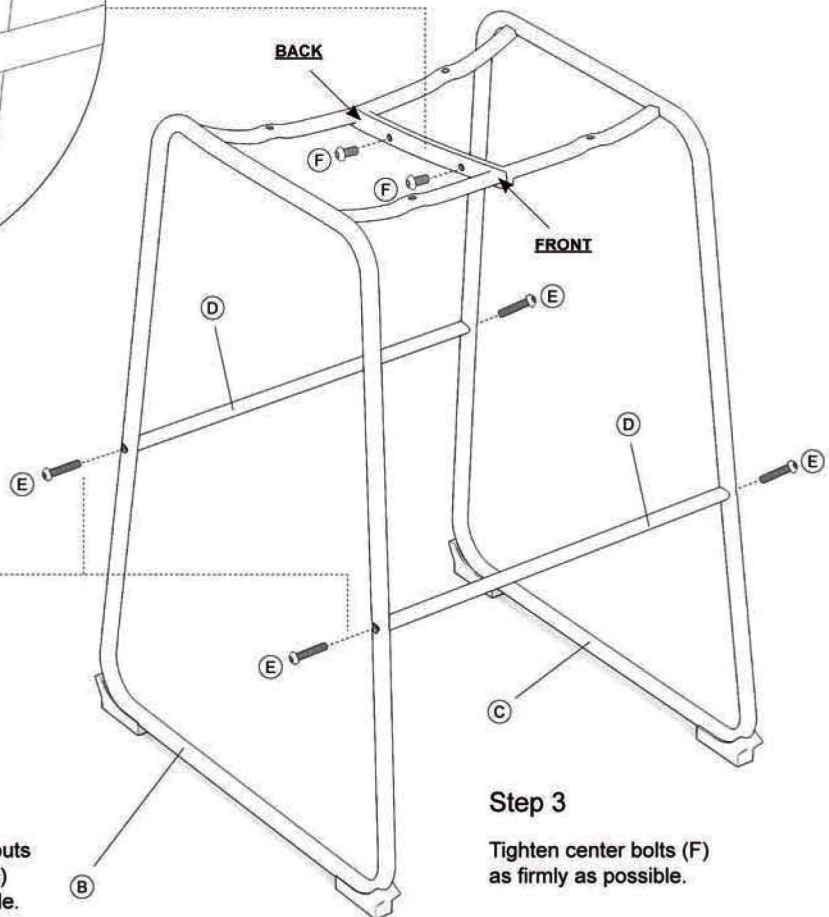 BACK
F
F
FRONT
D
E
D
E
E
E
C
B
Step 3
Tighten center bolts (F)
as firmly as possible.